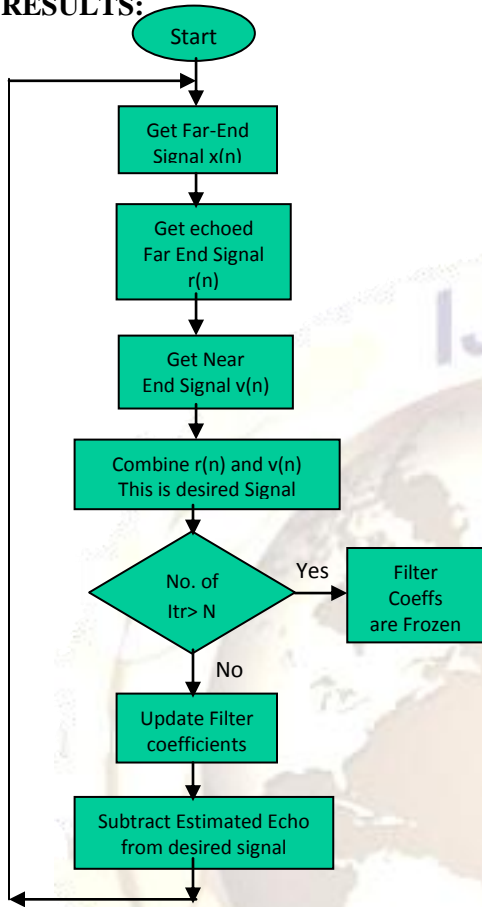 RESULTS:
Start
Get Far-End
Signal x(n)
Get echoed
Far End Signal
r(n)
Get Near
End Signal v(n)
Combine r(n) and v(n)
This is desired Signal
No. of
Itr> N
Yes
Filter
Coeffs
are Frozen
No
Update Filter
coefficients
Subtract Estimated Echo
from desired signal